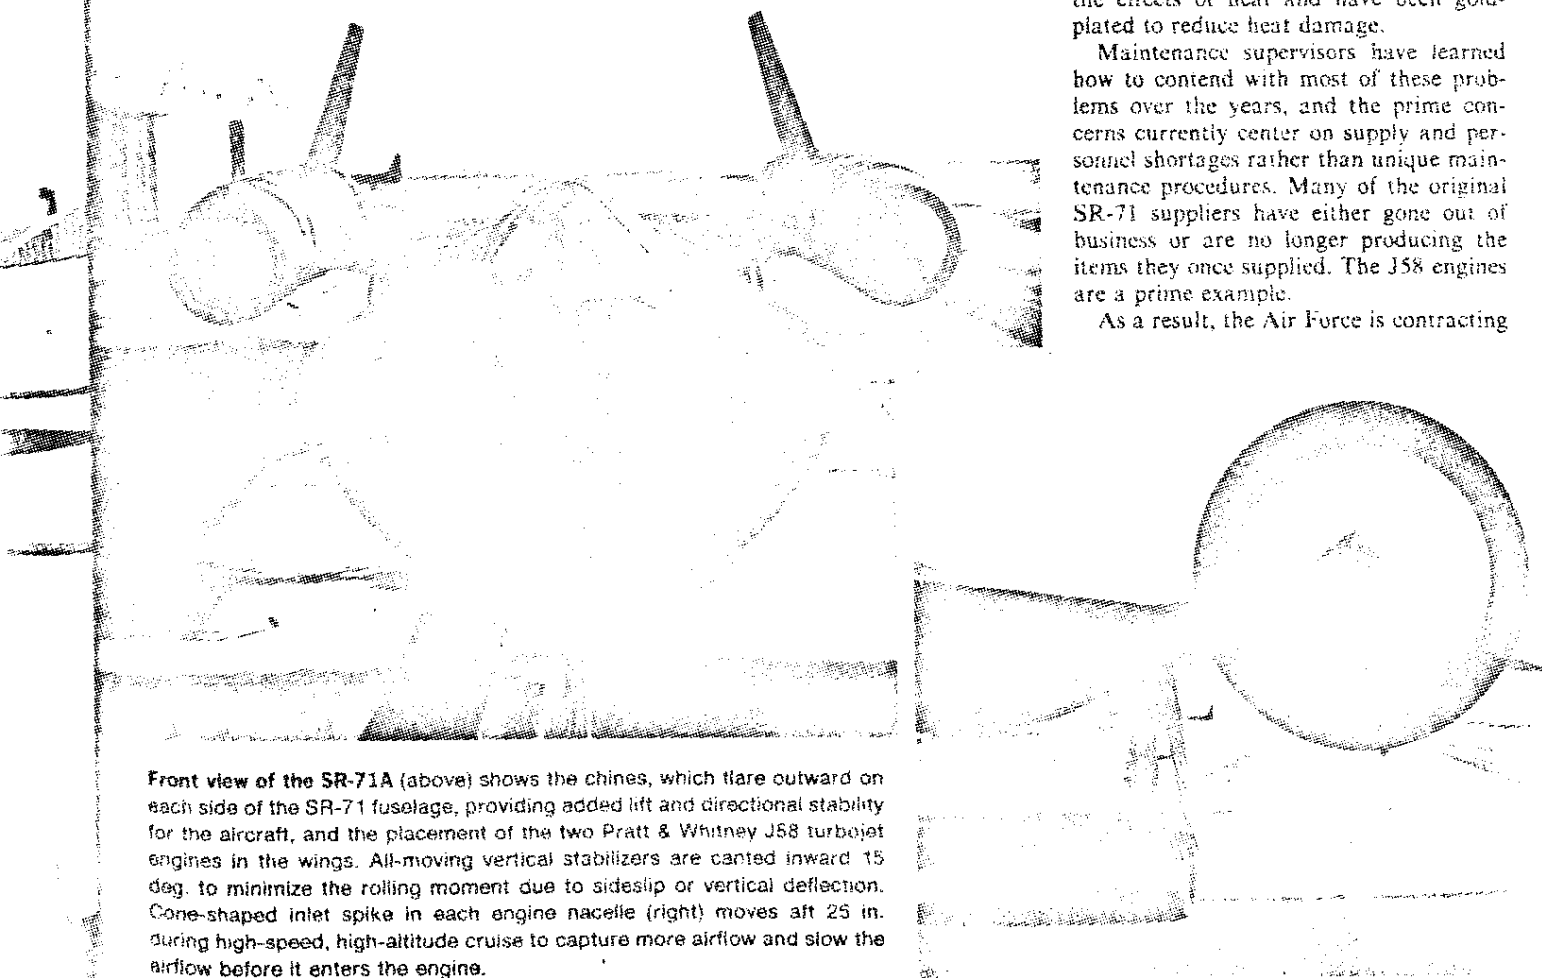 the effects of heat and have been gold-
plated to reduce heat damage.
Maintenance supervisors have learned
how to contend with most of these prob-
lems over the years, and the prime con-
cerns currently center on supply and per-
sonnel shortages rather than unique main-
tenance procedures. Many of the original
SR-71 suppliers have either gone out of
business or are no longer producing the
items they once supplied. The J58 engines
are a prime example.
As a result, the Air Force is contracting
Front view of the SR-71A (above) shows the chines, which flare outward on
each side of the SR-71 fuselage, providing added lift and directional stability
for the aircraft, and the placement of the two Pratt & Whitney J58 turbojet
engines in the wings. All-moving vertical stabilizers are canted inward 15
deg. to minimize the rolling moment due to sideslip or vertical deflection.
Cone-shaped inlet spike in each engine nacelle (right) moves aft 26 in.
during high-speed, high-altitude cruise to capture more airflow and slow the
airflow before it enters the engine.